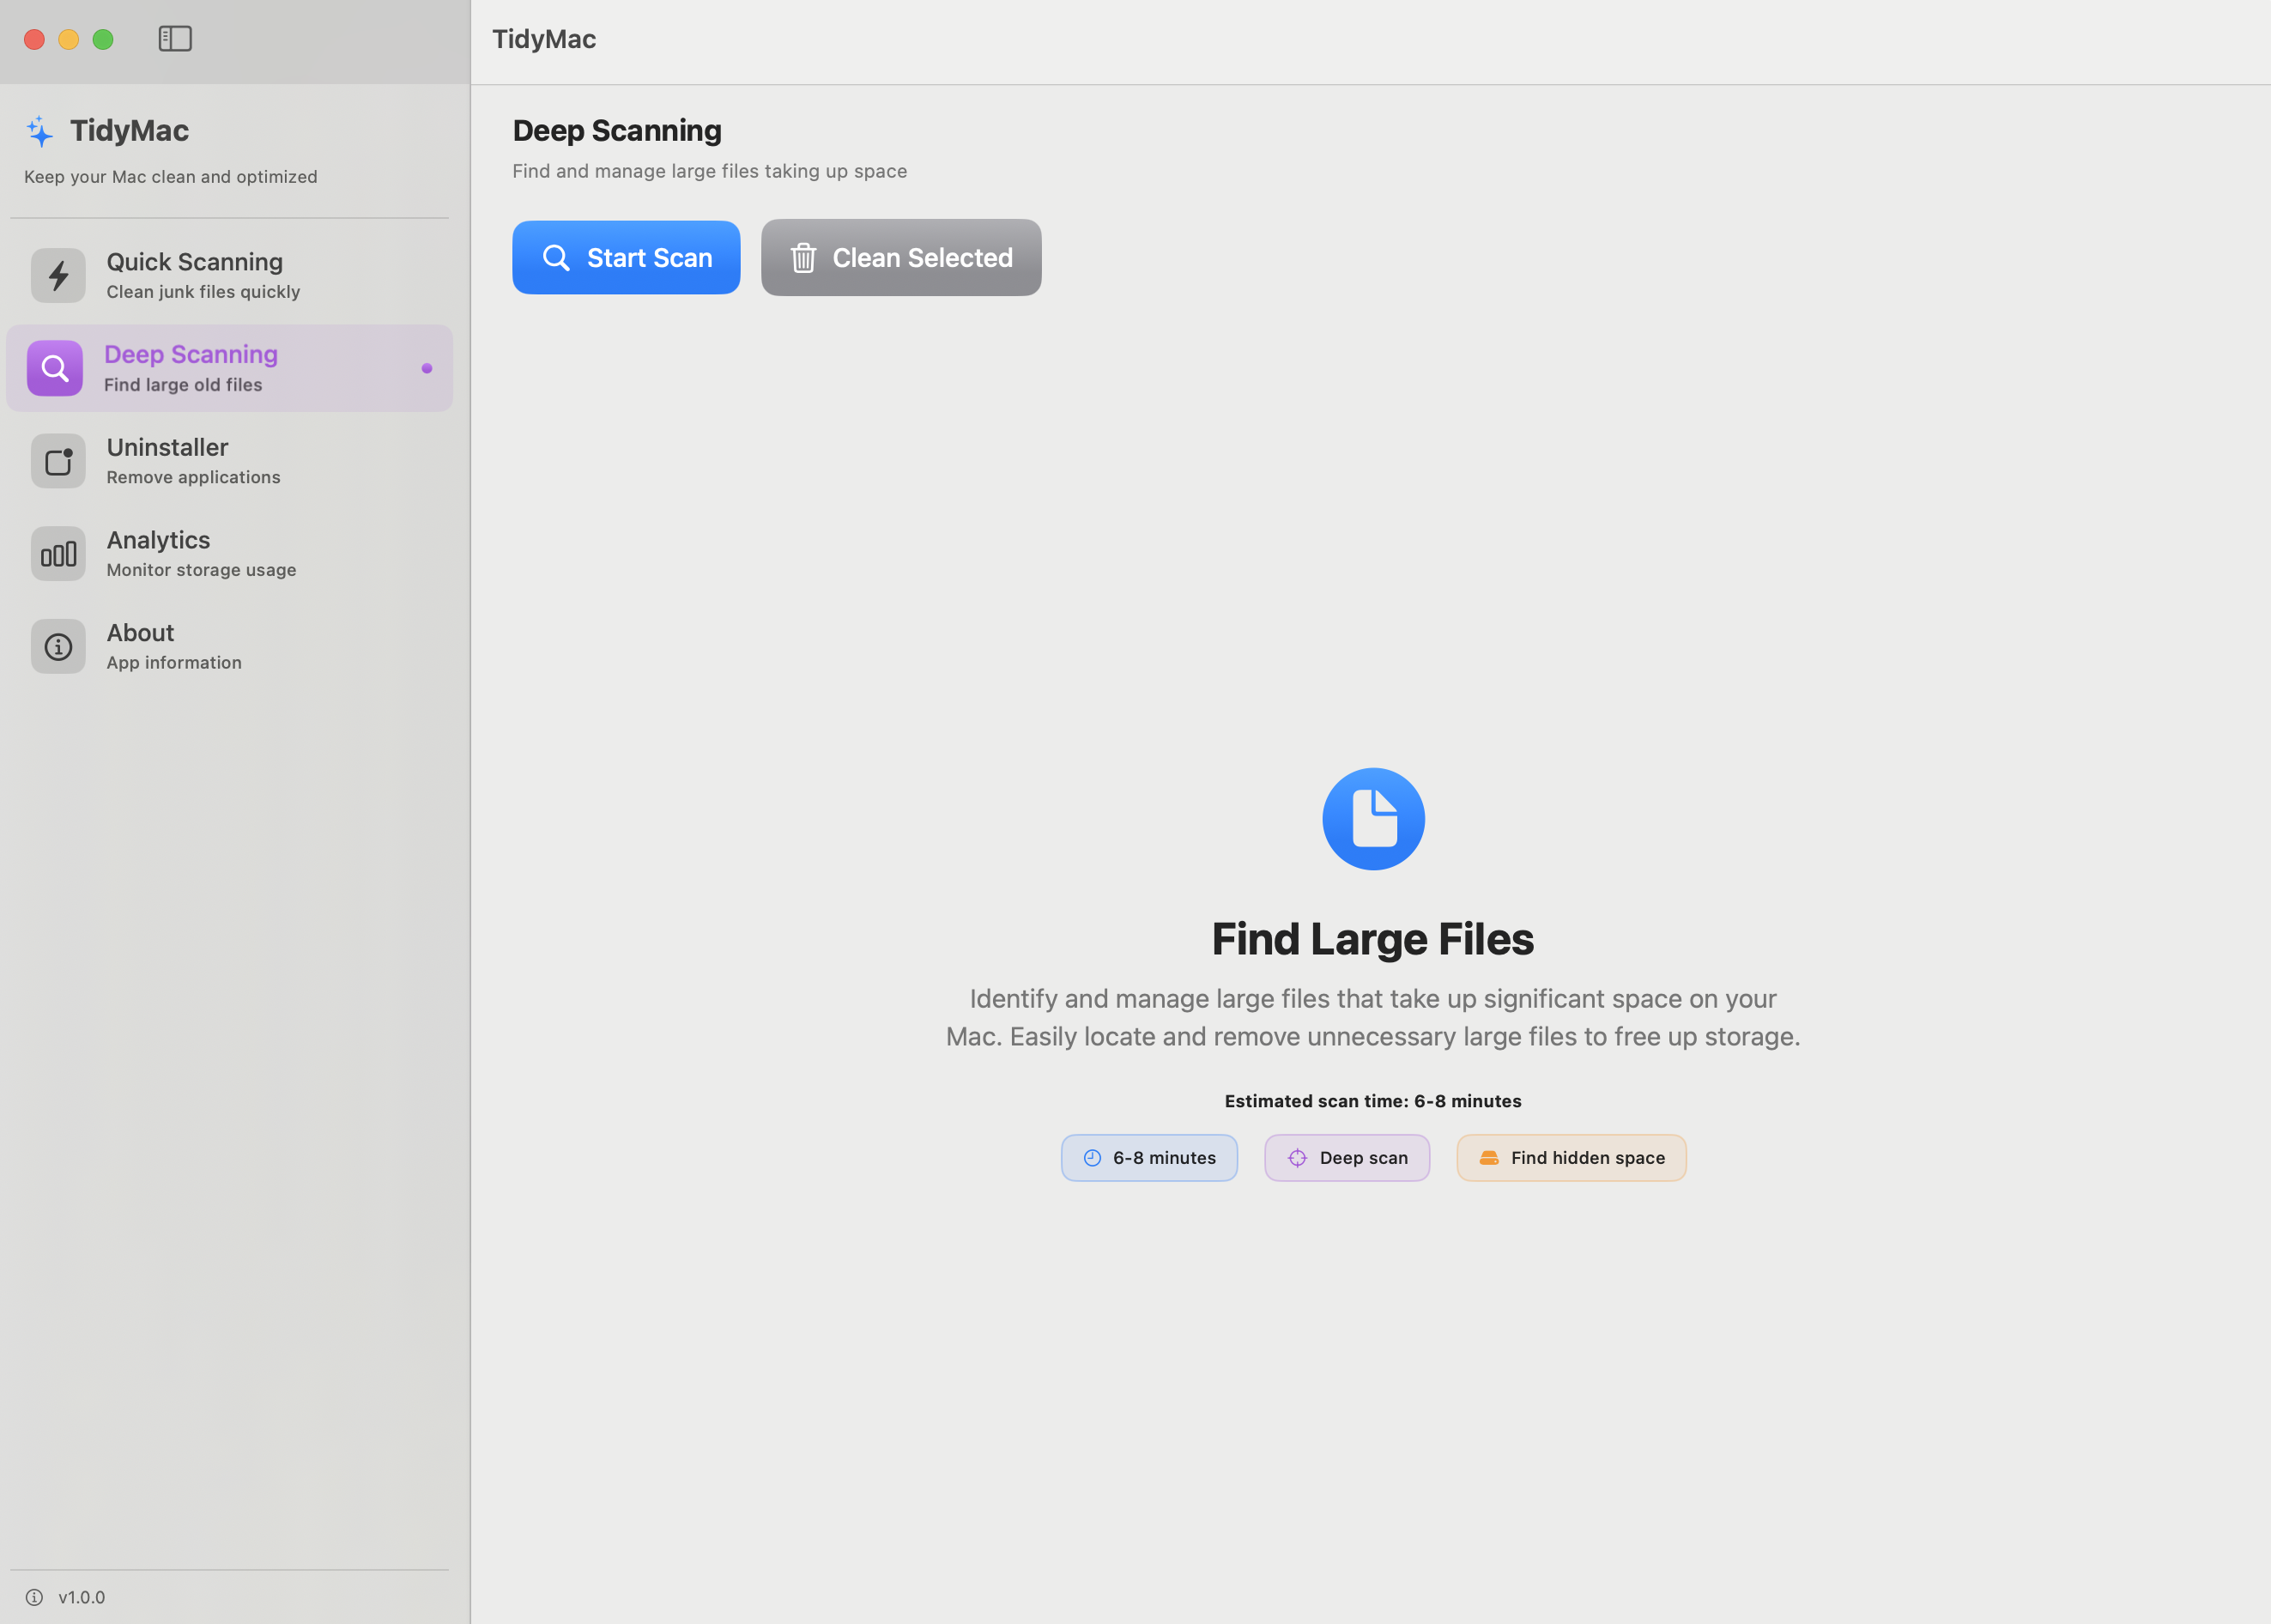 TidyMac
TidyMac
Keep your Mac clean and optimized
Quick Scanning
Clean junk files quickly
Deep Scanning
Find large old files
Uninstaller
Remove applications
Analytics
Monitor storage usage
About
App information
v1.0.0
Deep Scanning
Find and manage large files taking up space
Start Scan
Clean Selected
Find Large Files
Identify and manage large files that take up significant space on your
Mac. Easily locate and remove unnecessary large files to free up storage.
Estimated scan time: 6-8 minutes
6-8 minutes
Deep scan
Find hidden space